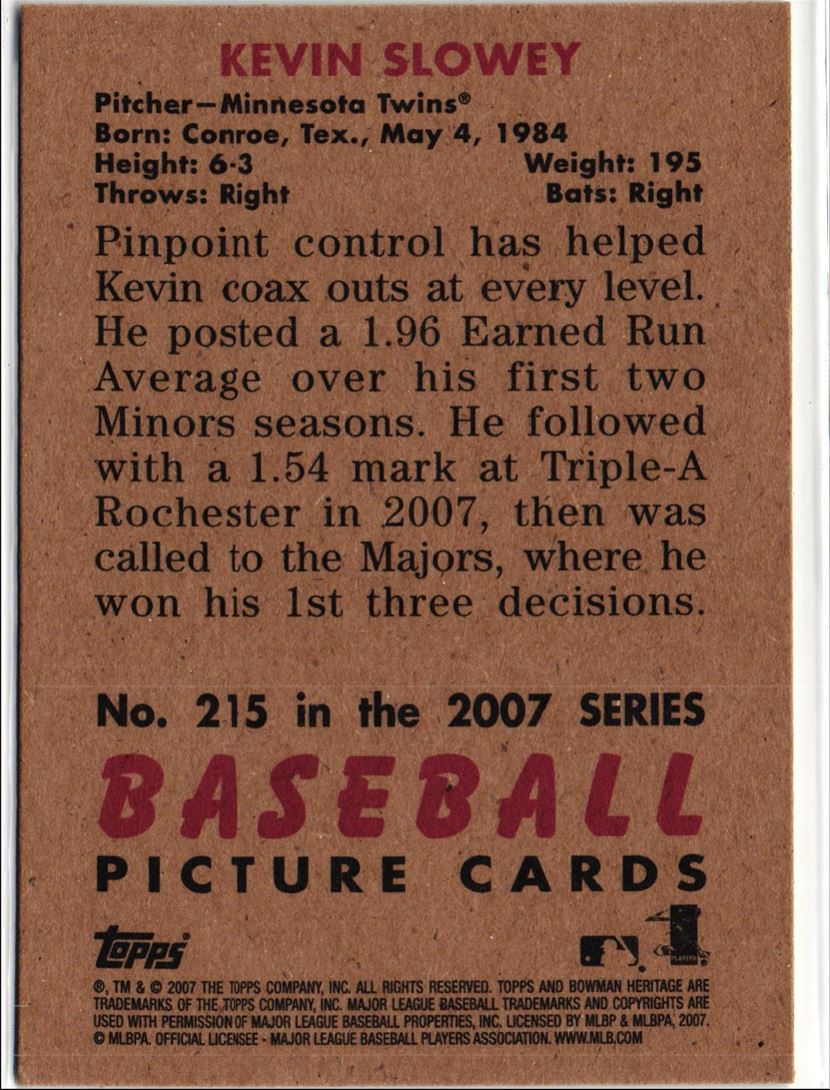 KEVIN SLOWEY
Pitcher—Minnesota Twins®
Born: Conroe, Tex., May 4, 1984
Height: 6-3 Weight: 195
Throws: Right Bats: Right
Pinpoint control has helped
Kevin coax outs at every level.
He posted a 1.96 Earned Run
Average over his first two
Minors seasons. He followed
with a 1.54 mark at Triple-A
Rochester in 2007, then was
called to the Majors, where he
won his 1st three decisions.
No. 215 in the 2007 SERIES
BASEBALL
PICTURE CARDS
topps®
PLAYERS
®, TM & © 2007 THE TOPPS COMPANY, INC. ALL RIGHTS RESERVED. TOPPS AND BOWMAN HERITAGE ARE
TRADEMARKS OF THE TOPPS COMPANY, INC. MAJOR LEAGUE BASEBALL TRADEMARKS AND COPYRIGHTS ARE
USED WITH PERMISSION OF MAJOR LEAGUE BASEBALL PROPERTIES, INC. LICENSED BY MLBP & MLBPA, 2007.
© MLBPA. OFFICIAL LICENSEE - MAJOR LEAGUE BASEBALL PLAYERS ASSOCIATION. WWW.MLB.COM